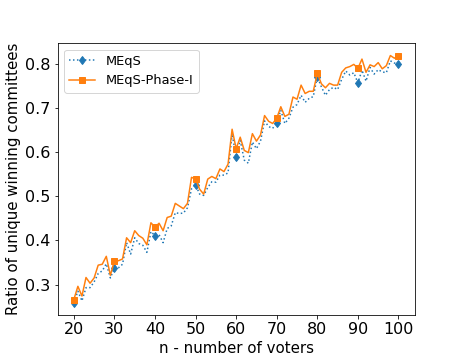 MEqS
MEqS-Phase-I
Ratio of unique winning committees
0.8
0.7
0.6
0.5
0.4
0.3
20 30 40 50 60 70 80 90 100
n - number of voters